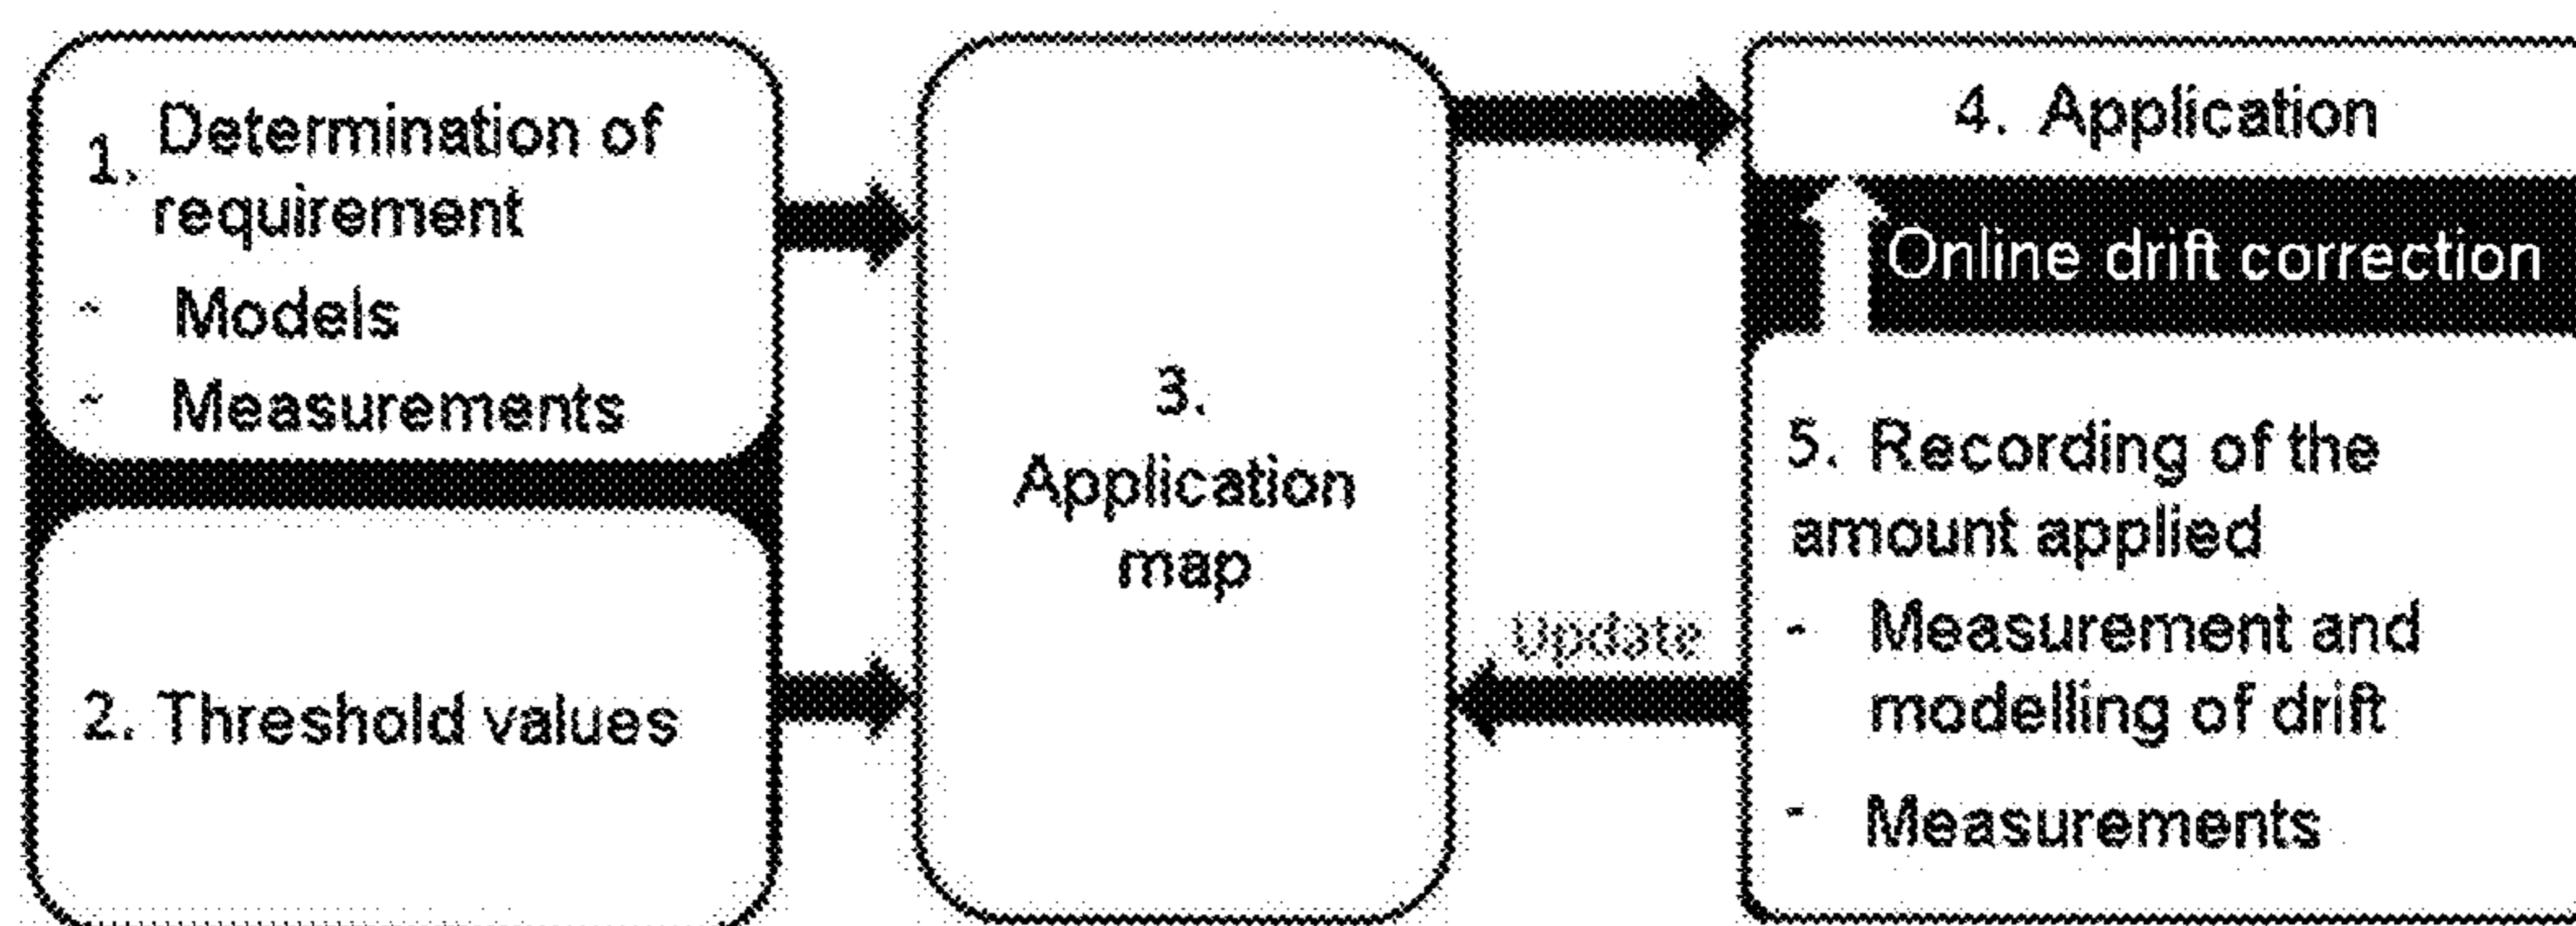 1. Determination of
requirement
- Models
- Measurements
2. Threshold values
3.
Application
map
Update
4. Application
Online drift correction
5. Recording of the
amount applied
- Measurement and
modelling of drift
- Measurements